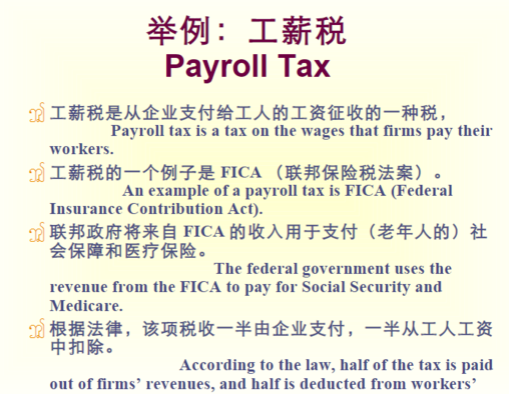 举例：工薪税
Payroll Tax
工薪税是从企业支付给工人的工资征收的一种税，
Payroll tax is a tax on the wages that firms pay their
workers.
工薪税的一个例子是 FICA （联邦保险税法案）。
An example of a payroll tax is FICA (Federal
Insurance Contribution Act).
联邦政府将来自 FICA 的收入用于支付（老年人的）社
会保障和医疗保险。
The federal government uses the
revenue from the FICA to pay for Social Security and
Medicare.
根据法律，该项税收一半由企业支付，一半从工人工资
中扣除。
According to the law, half of the tax is paid
out of firms’ revenues, and half is deducted from workers’